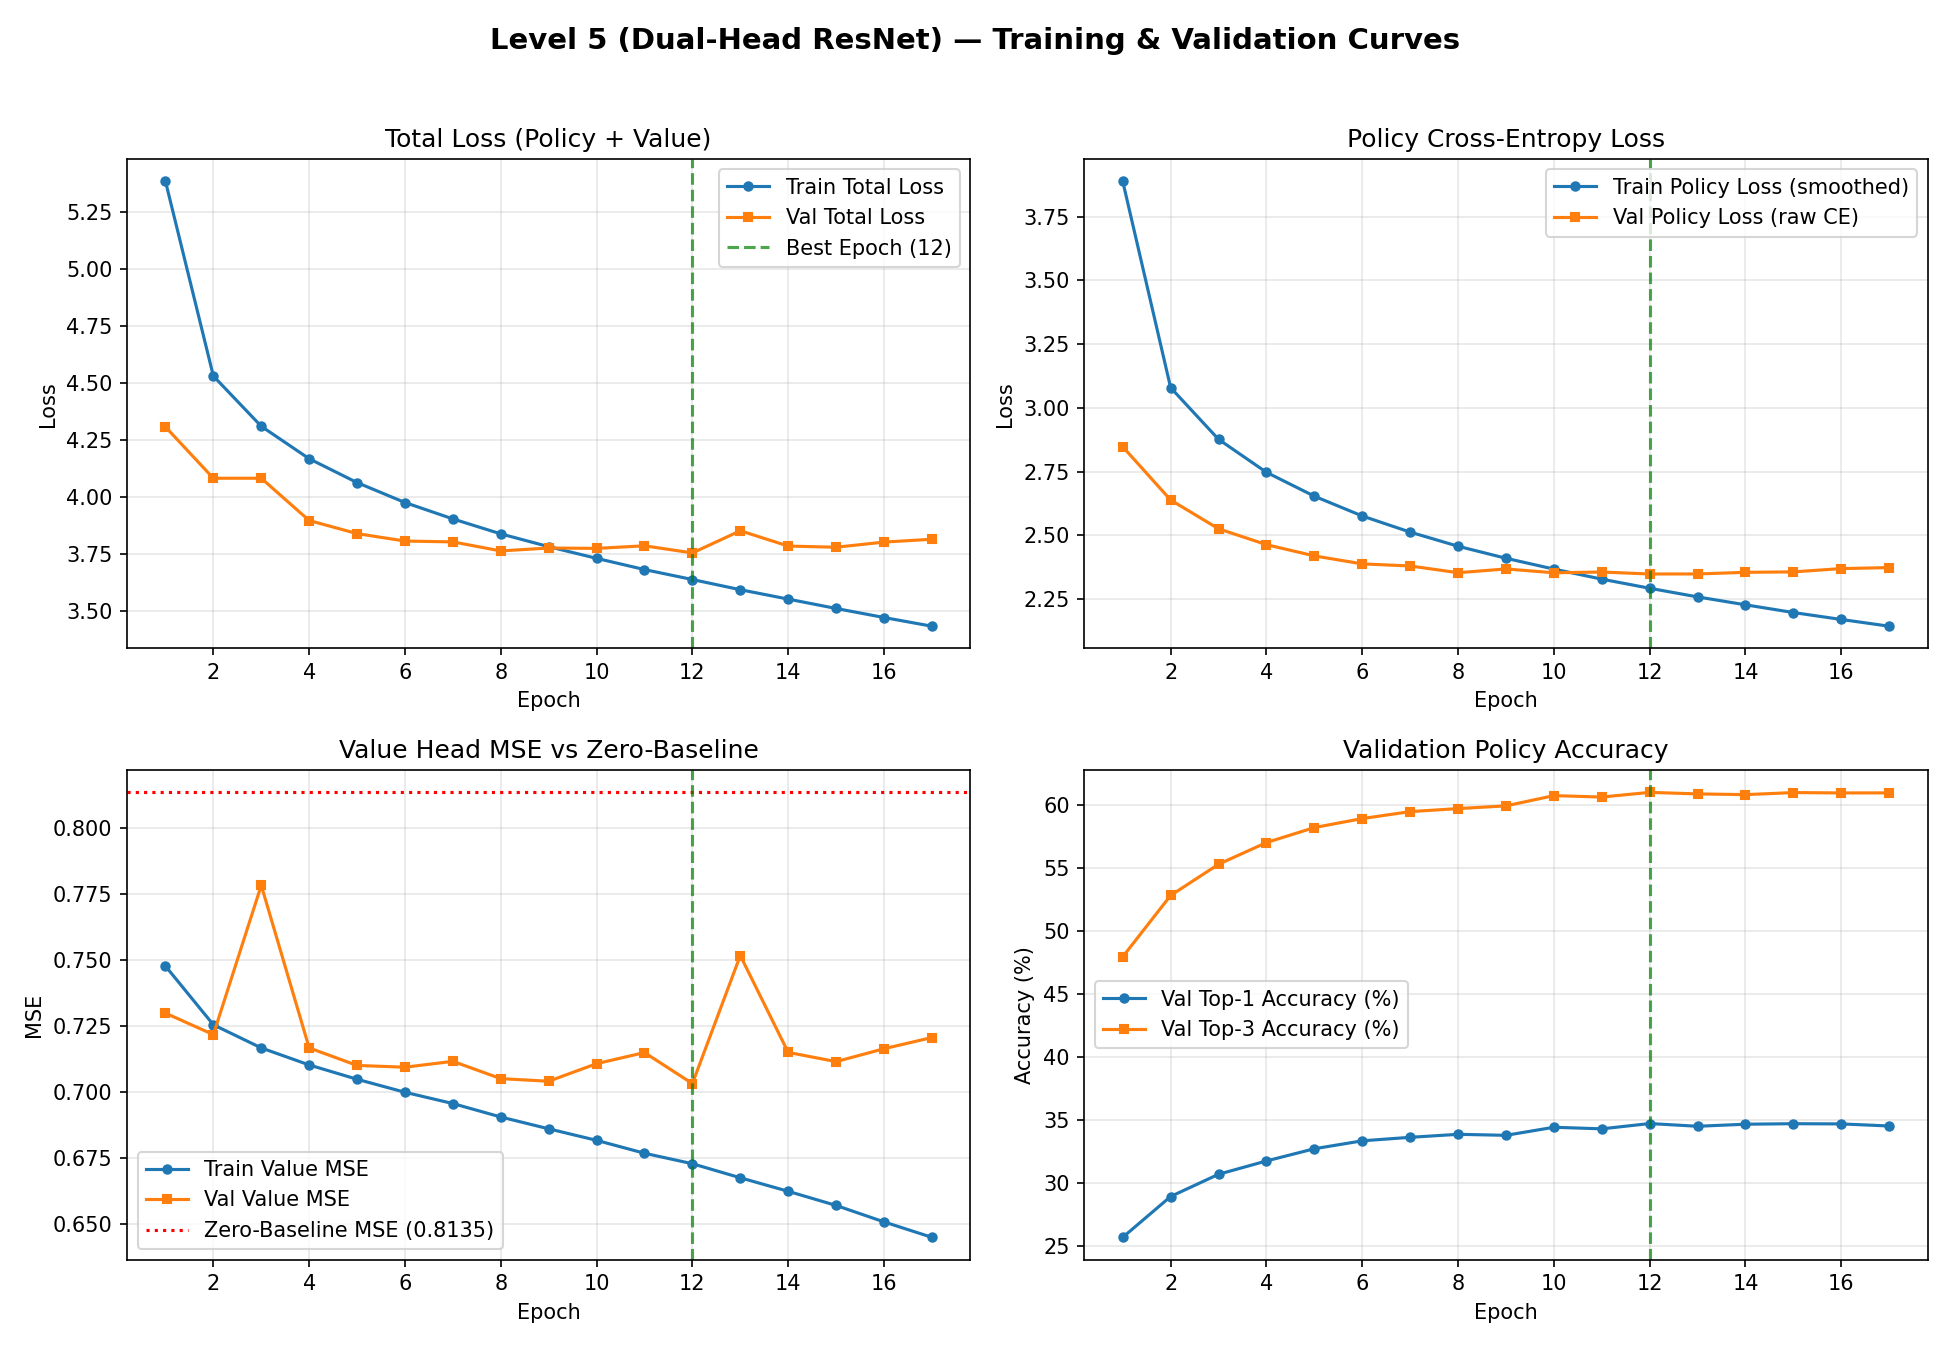 Level 5 (Dual-Head ResNet) — Training & Validation Curves
Total Loss (Policy + Value)
Train Total Loss
Val Total Loss
Best Epoch (12)
5.25
5.00
4.75
4.50
4.25
4.00
3.75
3.50
Loss
2 4 6 8 10 12 14 16
Epoch
Policy Cross-Entropy Loss
Train Policy Loss (smoothed)
Val Policy Loss (raw CE)
3.75
3.50
3.25
3.00
2.75
2.50
2.25
Loss
2 4 6 8 10 12 14 16
Epoch
Value Head MSE vs Zero-Baseline
0.800
0.775
0.750
0.725
0.700
0.675
0.650
MSE
Train Value MSE
Val Value MSE
Zero-Baseline MSE (0.8135)
2 4 6 8 10 12 14 16
Epoch
Validation Policy Accuracy
60
55
50
45
40
35
30
25
Accuracy (%)
Val Top-1 Accuracy (%)
Val Top-3 Accuracy (%)
2 4 6 8 10 12 14 16
Epoch